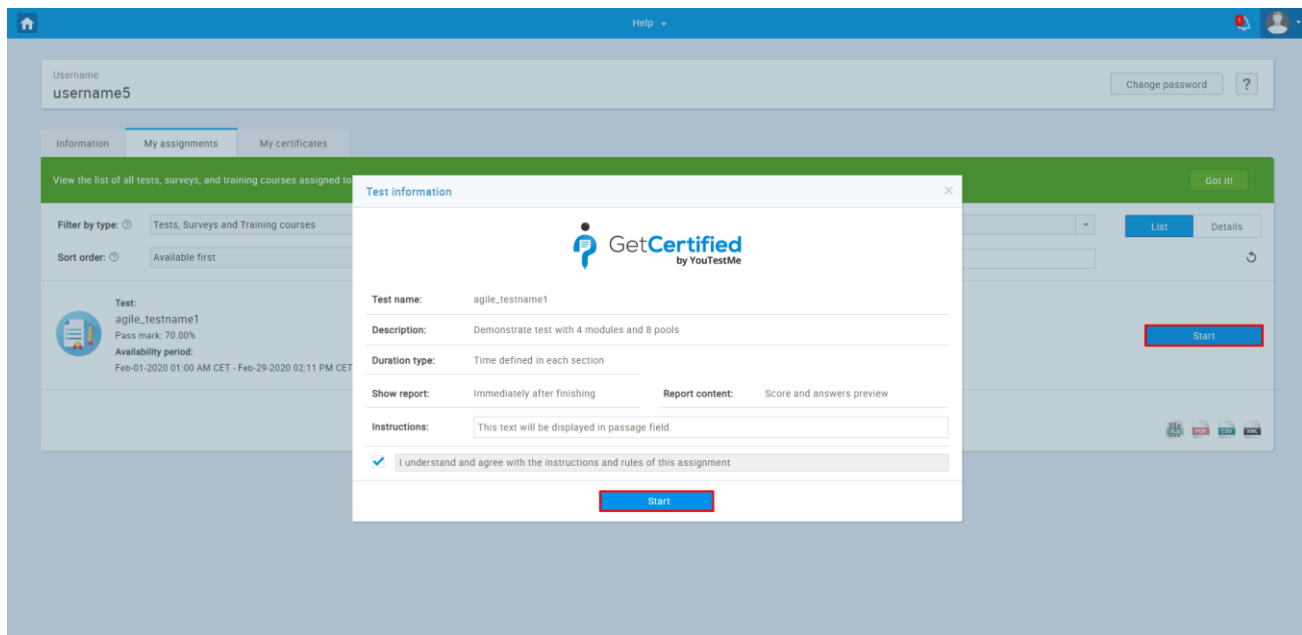 Help
1
Username
username5
Change password
?
Information My assignments My certificates
View the list of all tests, surveys, and training courses assigned to
Got it!
Filter by type: ? Tests, Surveys and Training courses
List Details
Sort order: ? Available first
Test:
agile_testname1
Pass mark: 70.00%
Availability period:
Feb-01-2020 01:00 AM CET - Feb-29-2020 02:11 PM CET
Start
XLS PDF CSV XML
Test information
GetCertified
by YouTestMe
Test name: agile_testname1
Description: Demonstrate test with 4 modules and 8 pools
Duration type: Time defined in each section
Show report: Immediately after finishing Report content: Score and answers preview
Instructions: This text will be displayed in passage field.
I understand and agree with the instructions and rules of this assignment
Start